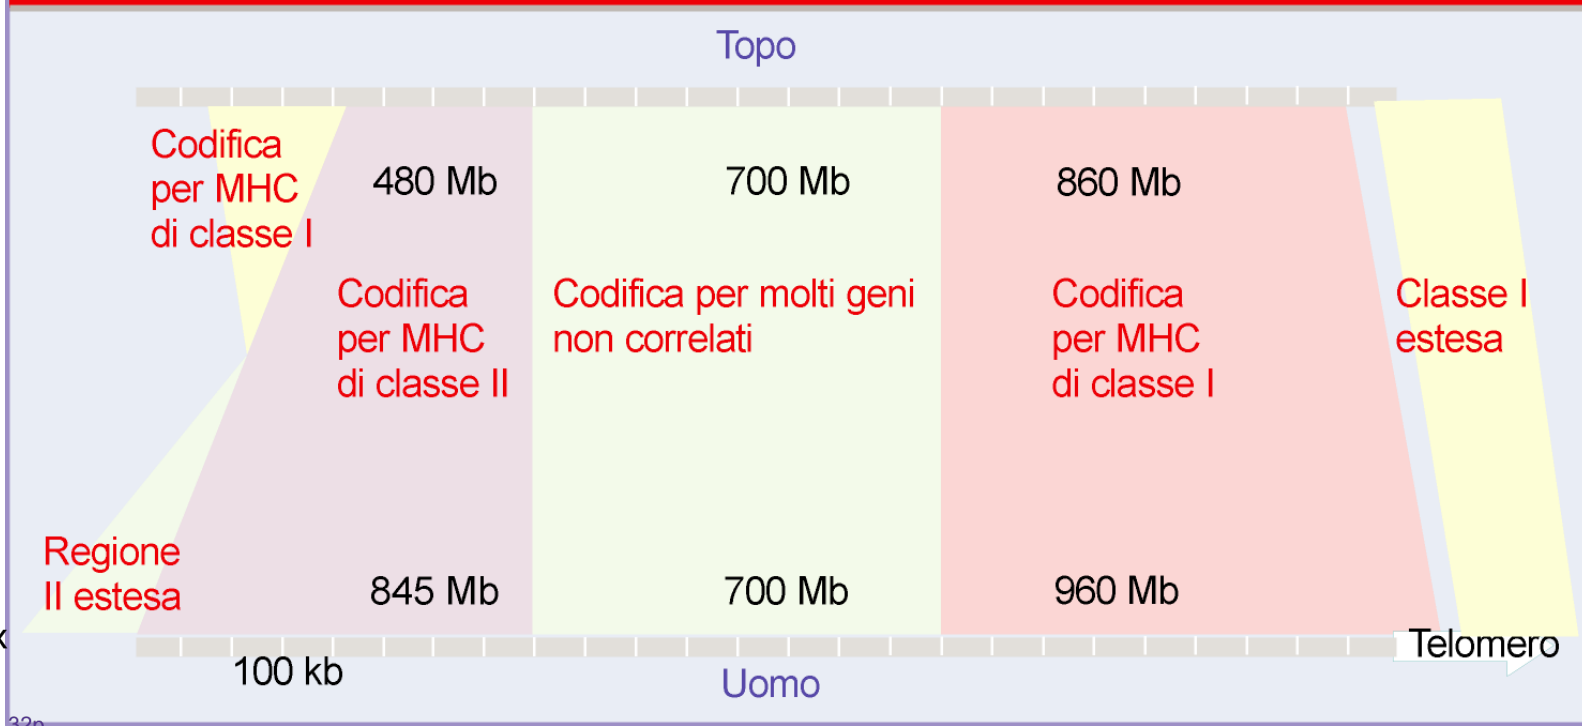 Topo
Codifica
per MHC
di classe I
480 Mb
700 Mb
860 Mb
Codifica
per MHC
di classe II
Codifica per molti geni
non correlati
Codifica
per MHC
di classe I
Classe I
estesa
Regione
II estesa
845 Mb
700 Mb
960 Mb
Telomero
100 kb
Uomo